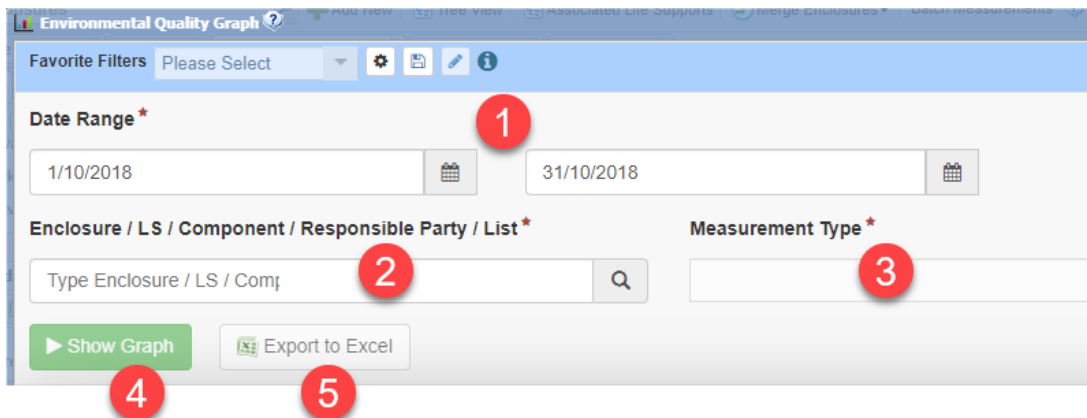 Add New Tree View Associated Life Supports Merge Enclosures Batch Measurements
Environmental Quality Graph
Favorite Filters Please Select
Date Range *
1
1/10/2018 31/10/2018
Enclosure / LS / Component / Responsible Party / List * Measurement Type *
2 3
Type Enclosure / LS / Comp
Show Graph Export to Excel
4 5